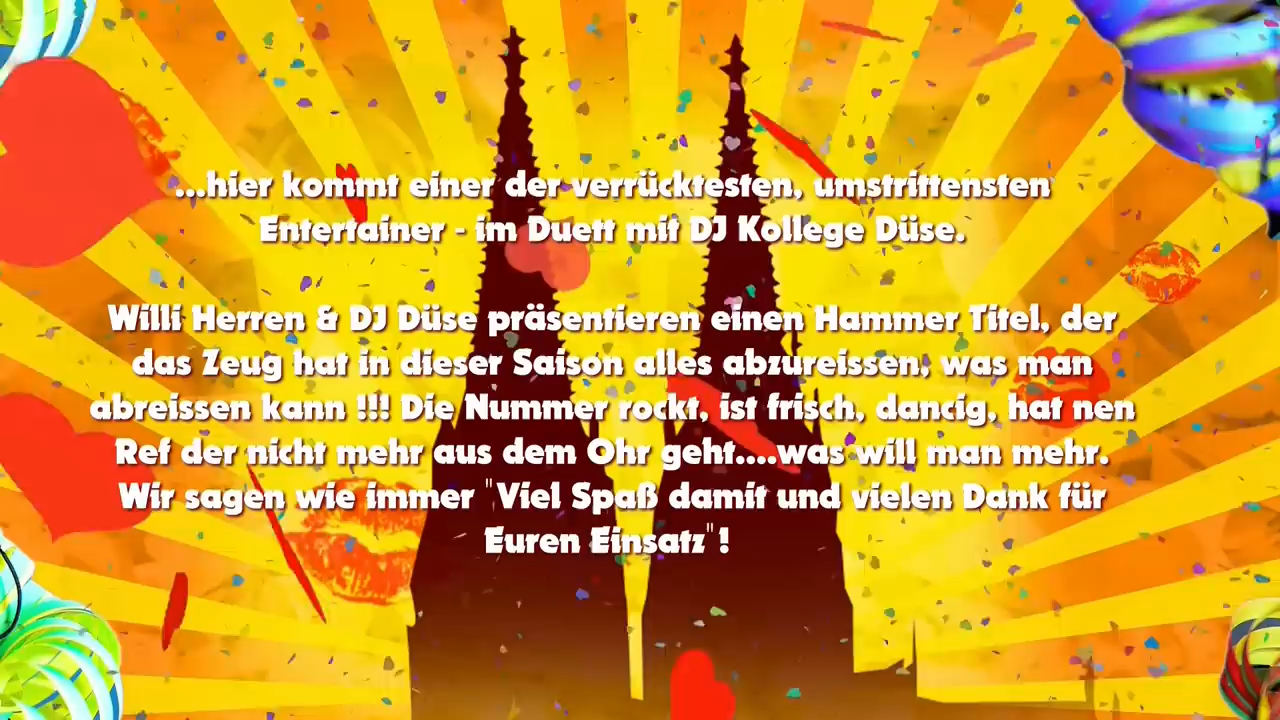 ...hier kommt einer der verrücktesten, umstrittensten
Entertainer - im Duett mit DJ Kollege Düse.
Willi Herren & DJ Düse präsentieren einen Hammer Titel, der
das Zeug hat in dieser Saison alles abzureissen, was man
abreissen kann !!! Die Nummer rockt, ist frisch, dancig, hat nen
Ref der nicht mehr aus dem Ohr geht....was will man mehr.
Wir sagen wie immer "Viel Spaß damit und vielen Dank für
Euren Einsatz"!